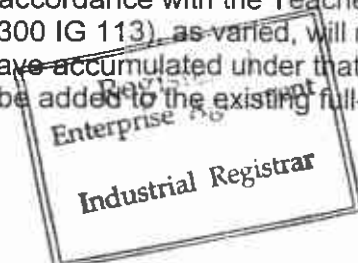 accordance with the Teache
300 IG 113), as varied, will
ave accumulated under that
be added to the existing full-
Enterprise
Industrial Registrar